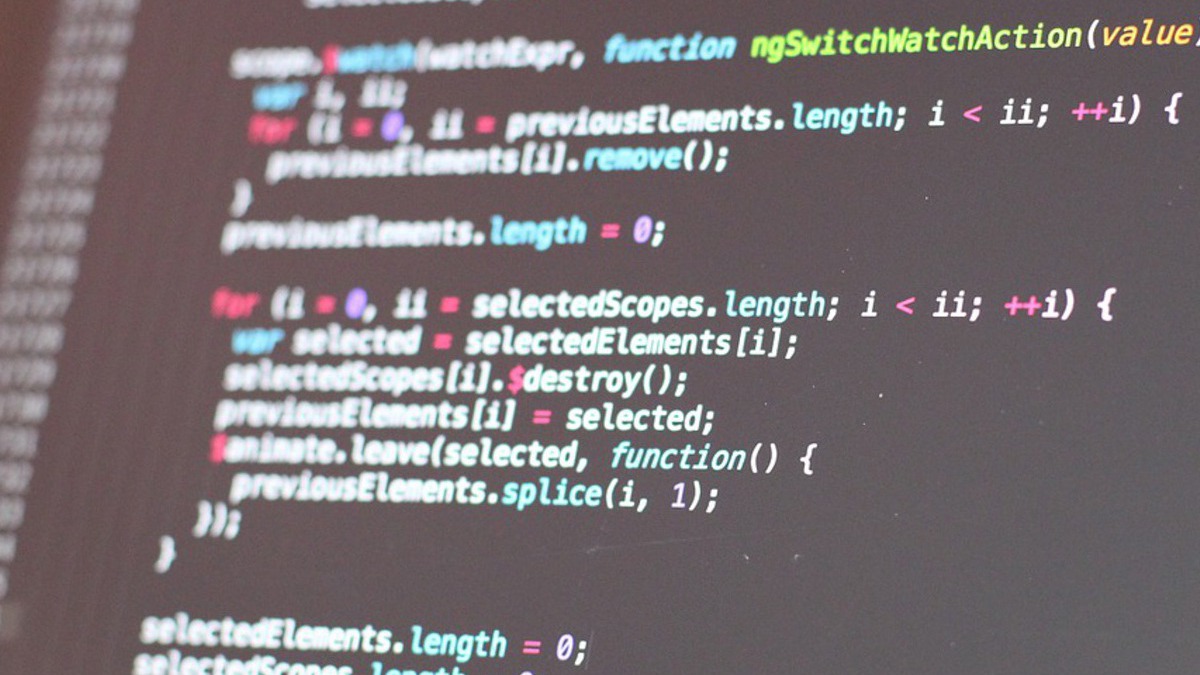 scope.$watch(watchExpr, function ngSwitchWatchAction(value)
var i, ii;
for (i = 0, ii = previousElements.length; i < ii; ++i) {
previousElements[i].remove();
}
previousElements.length = 0;
for (i = 0, ii = selectedScopes.length; i < ii; ++i) {
var selected = selectedElements[i];
selectedScopes[i].$destroy();
previousElements[i] = selected;
$animate.leave(selected, function() {
previousElements.splice(i, 1);
});
}
selectedElements.length = 0;
selectedScopes.length